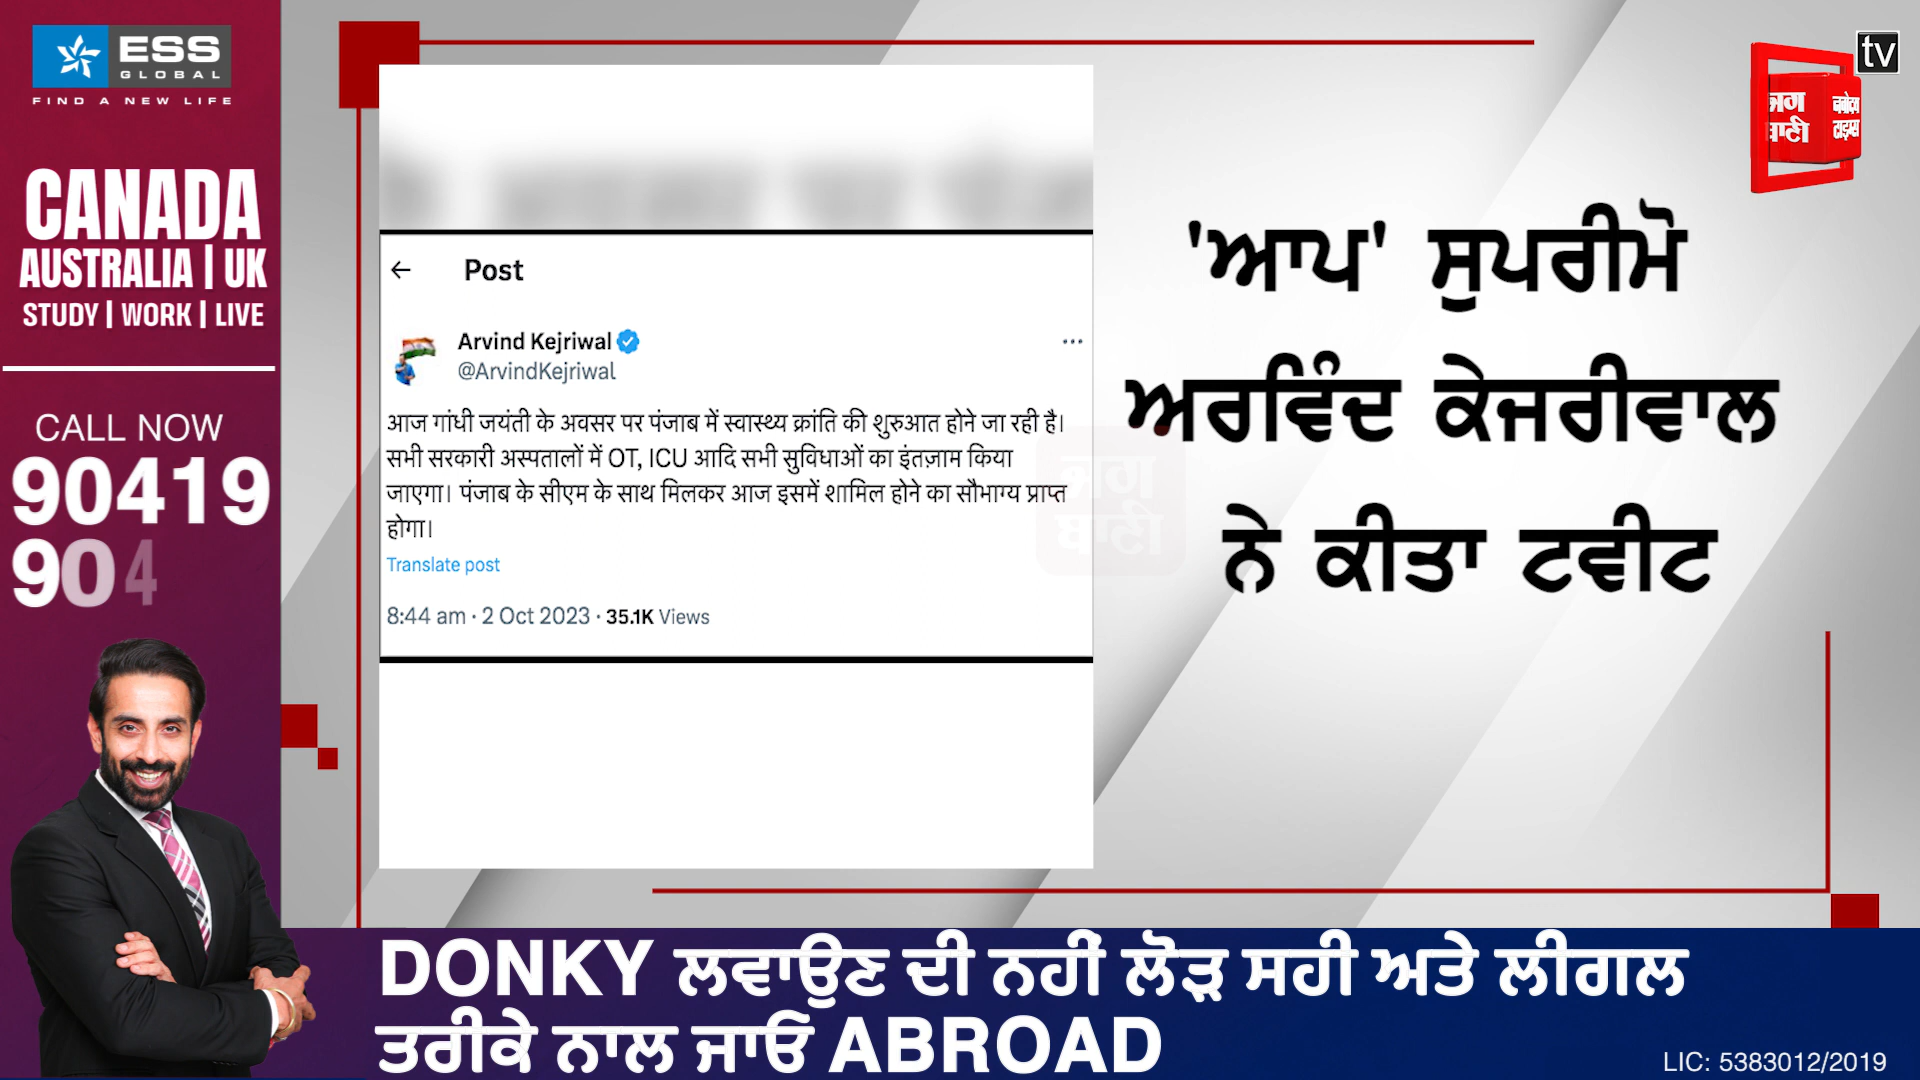 ESS
GLOBAL
FIND A NEW LIFE
CANADA
AUSTRALIA | UK
STUDY | WORK | LIVE
CALL NOW
90419
904
Post
Arvind Kejriwal
@ArvindKejriwal
आज गांधी जयंती के अवसर पर पंजाब में स्वास्थ्य क्रांति की शुरुआत होने जा रही है।
सभी सरकारी अस्पतालों में OT, ICU आदि सभी सुविधाओं का इंतज़ाम किया
जाएगा। पंजाब के सीएम के साथ मिलकर आज इसमें शामिल होने का सौभाग्य प्राप्त
होगा।
Translate post
8:44 am · 2 Oct 2023 · 35.1K Views
tv
'ਆਪ' ਸੁਪਰੀਮੋ
ਅਰਵਿੰਦ ਕੇਜਰੀਵਾਲ
ਨੇ ਕੀਤਾ ਟਵੀਟ
DONKY ਲਵਾਉਣ ਦੀ ਨਹੀਂ ਲੋੜ ਸਹੀ ਅਤੇ ਲੀਗਲ
ਤਰੀਕੇ ਨਾਲ ਜਾਓ ABROAD
LIC: 5383012/2019